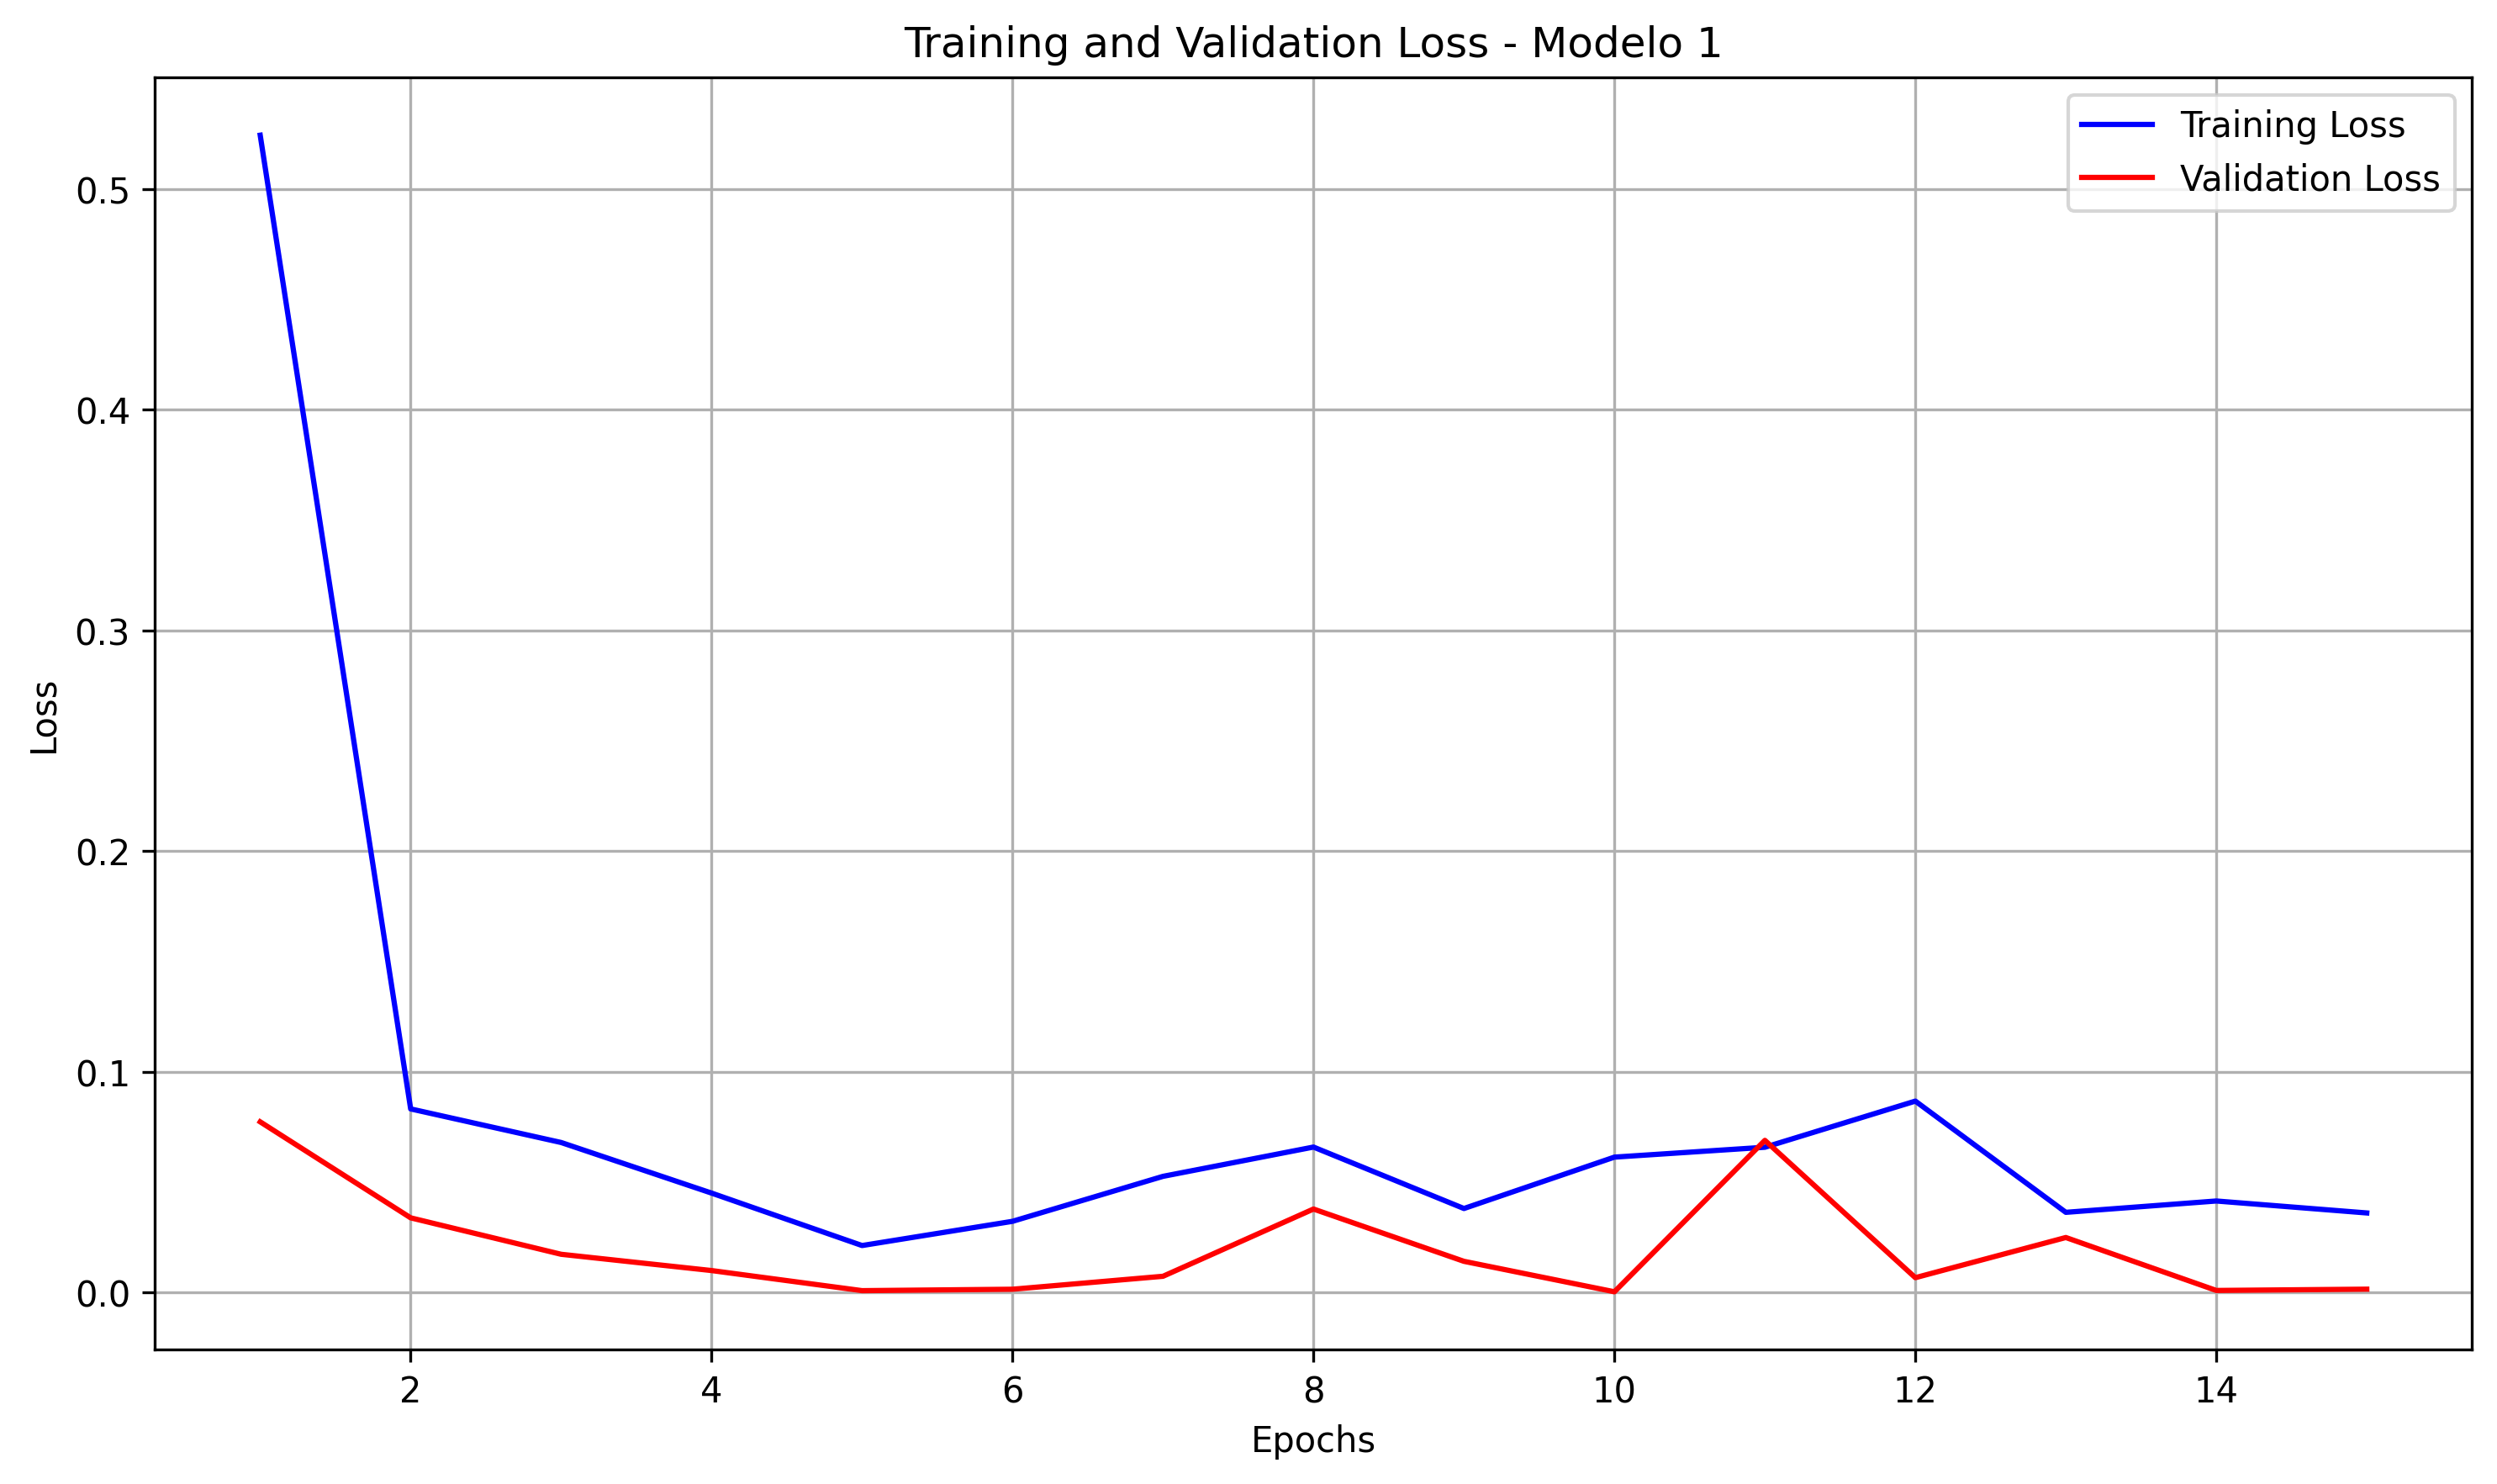 Training and Validation Loss - Modelo 1
Training Loss
Validation Loss
0.5
0.4
0.3
0.2
0.1
0.0
Loss
2 4 6 8 10 12 14
Epochs